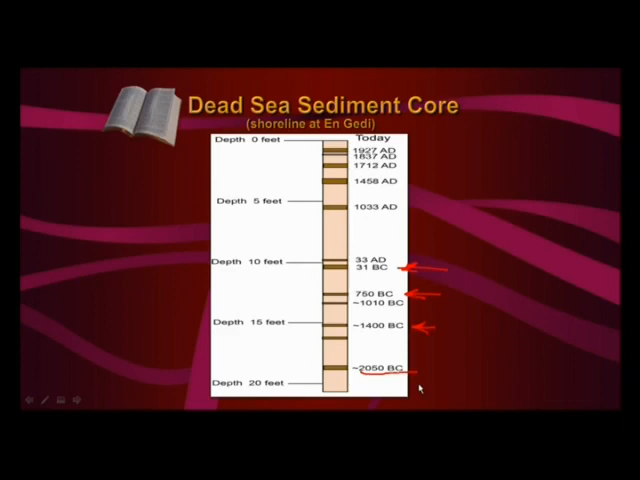 Dead Sea Sediment Core
(shoreline at En Gedi)
Depth 0 feet
Today
1927 AD
1837 AD
1712 AD
1458 AD
Depth 5 feet
1033 AD
33 AD
Depth 10 feet
31 BC
750 BC
~1010 BC
Depth 15 feet
~1400 BC
~2050 BC
Depth 20 feet